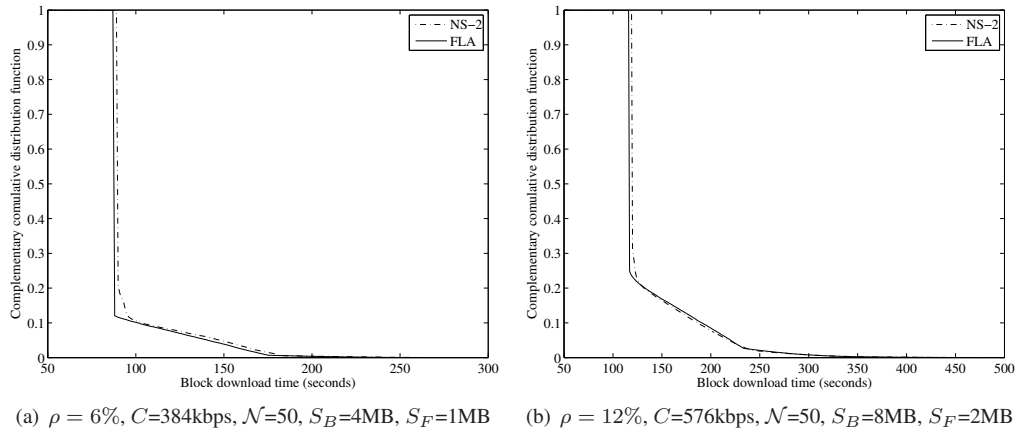 1
0.9
0.8
0.7
0.6
0.5
0.4
0.3
0.2
0.1
0
Complementary comulative distribution function
50 100 150 200 250 300
Block download time (seconds)
NS-2
FLA
(a) ρ = 6%, C=384kbps, 𝒩=50, S_B=4MB, S_F=1MB
1
0.9
0.8
0.7
0.6
0.5
0.4
0.3
0.2
0.1
0
Complementary comulative distribution function
50 100 150 200 250 300 350 400 450 500
Block download time (seconds)
NS-2
FLA
(b) ρ = 12%, C=576kbps, 𝒩=50, S_B=8MB, S_F=2MB